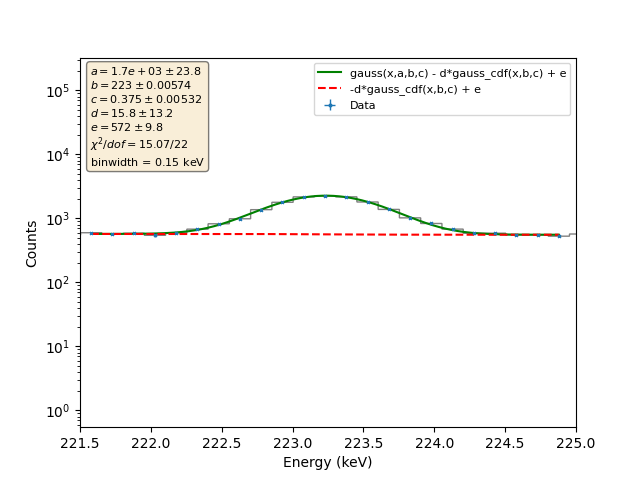 a = 1.7e + 03 ± 23.8
b = 223 ± 0.00574
c = 0.375 ± 0.00532
d = 15.8 ± 13.2
e = 572 ± 9.8
χ²/dof = 15.07/22
binwidth = 0.15 keV
gauss(x,a,b,c) - d*gauss_cdf(x,b,c) + e
-d*gauss_cdf(x,b,c) + e
Data
10⁵
10⁴
10³
10²
10¹
10⁰
Counts
221.5 222.0 222.5 223.0 223.5 224.0 224.5 225.0
Energy (keV)